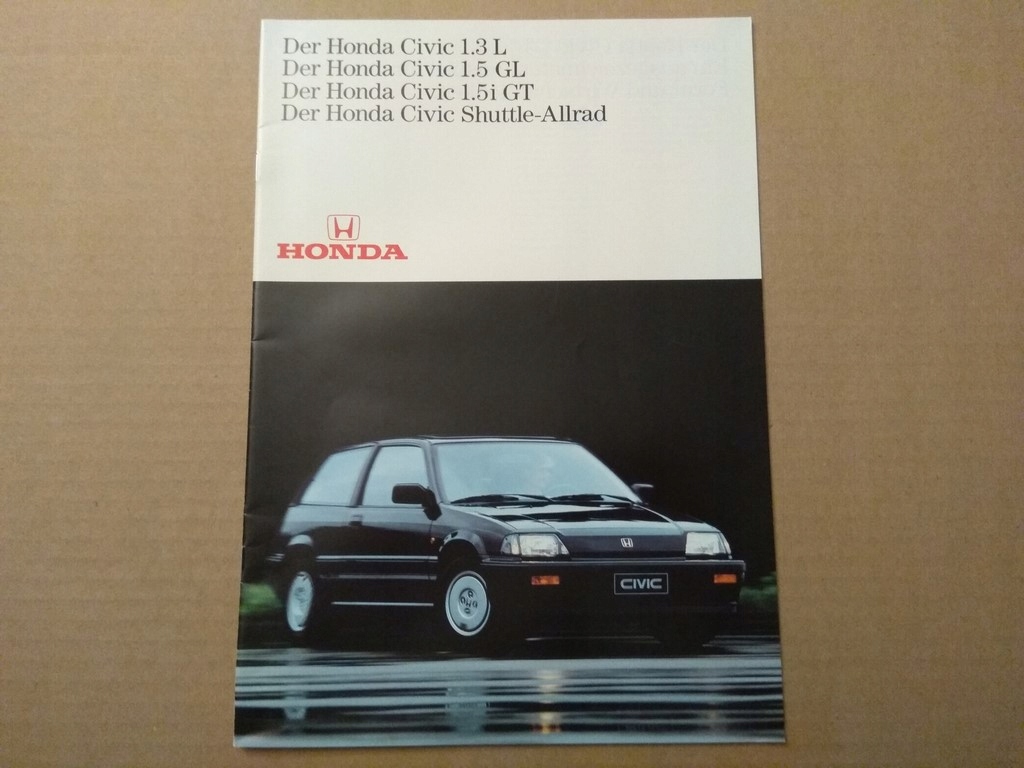 Der Honda Civic 1.3 L
Der Honda Civic 1.5 GL
Der Honda Civic 1.5i GT
Der Honda Civic Shuttle-Allrad
HONDA
CIVIC